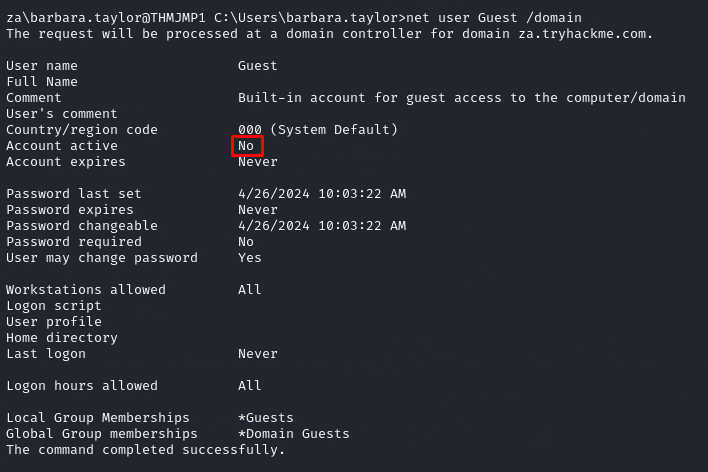 za\barbara.taylor@THMJMP1 C:\Users\barbara.taylor>net user Guest /domain
The request will be processed at a domain controller for domain za.tryhackme.com.
User name                    Guest
Full Name
Comment                      Built-in account for guest access to the computer/domain
User's comment
Country/region code          000 (System Default)
Account active               No
Account expires              Never
Password last set            4/26/2024 10:03:22 AM
Password expires             Never
Password changeable          4/26/2024 10:03:22 AM
Password required            No
User may change password     Yes
Workstations allowed         All
Logon script
User profile
Home directory
Last logon                   Never
Logon hours allowed          All
Local Group Memberships      *Guests
Global Group memberships     *Domain Guests
The command completed successfully.